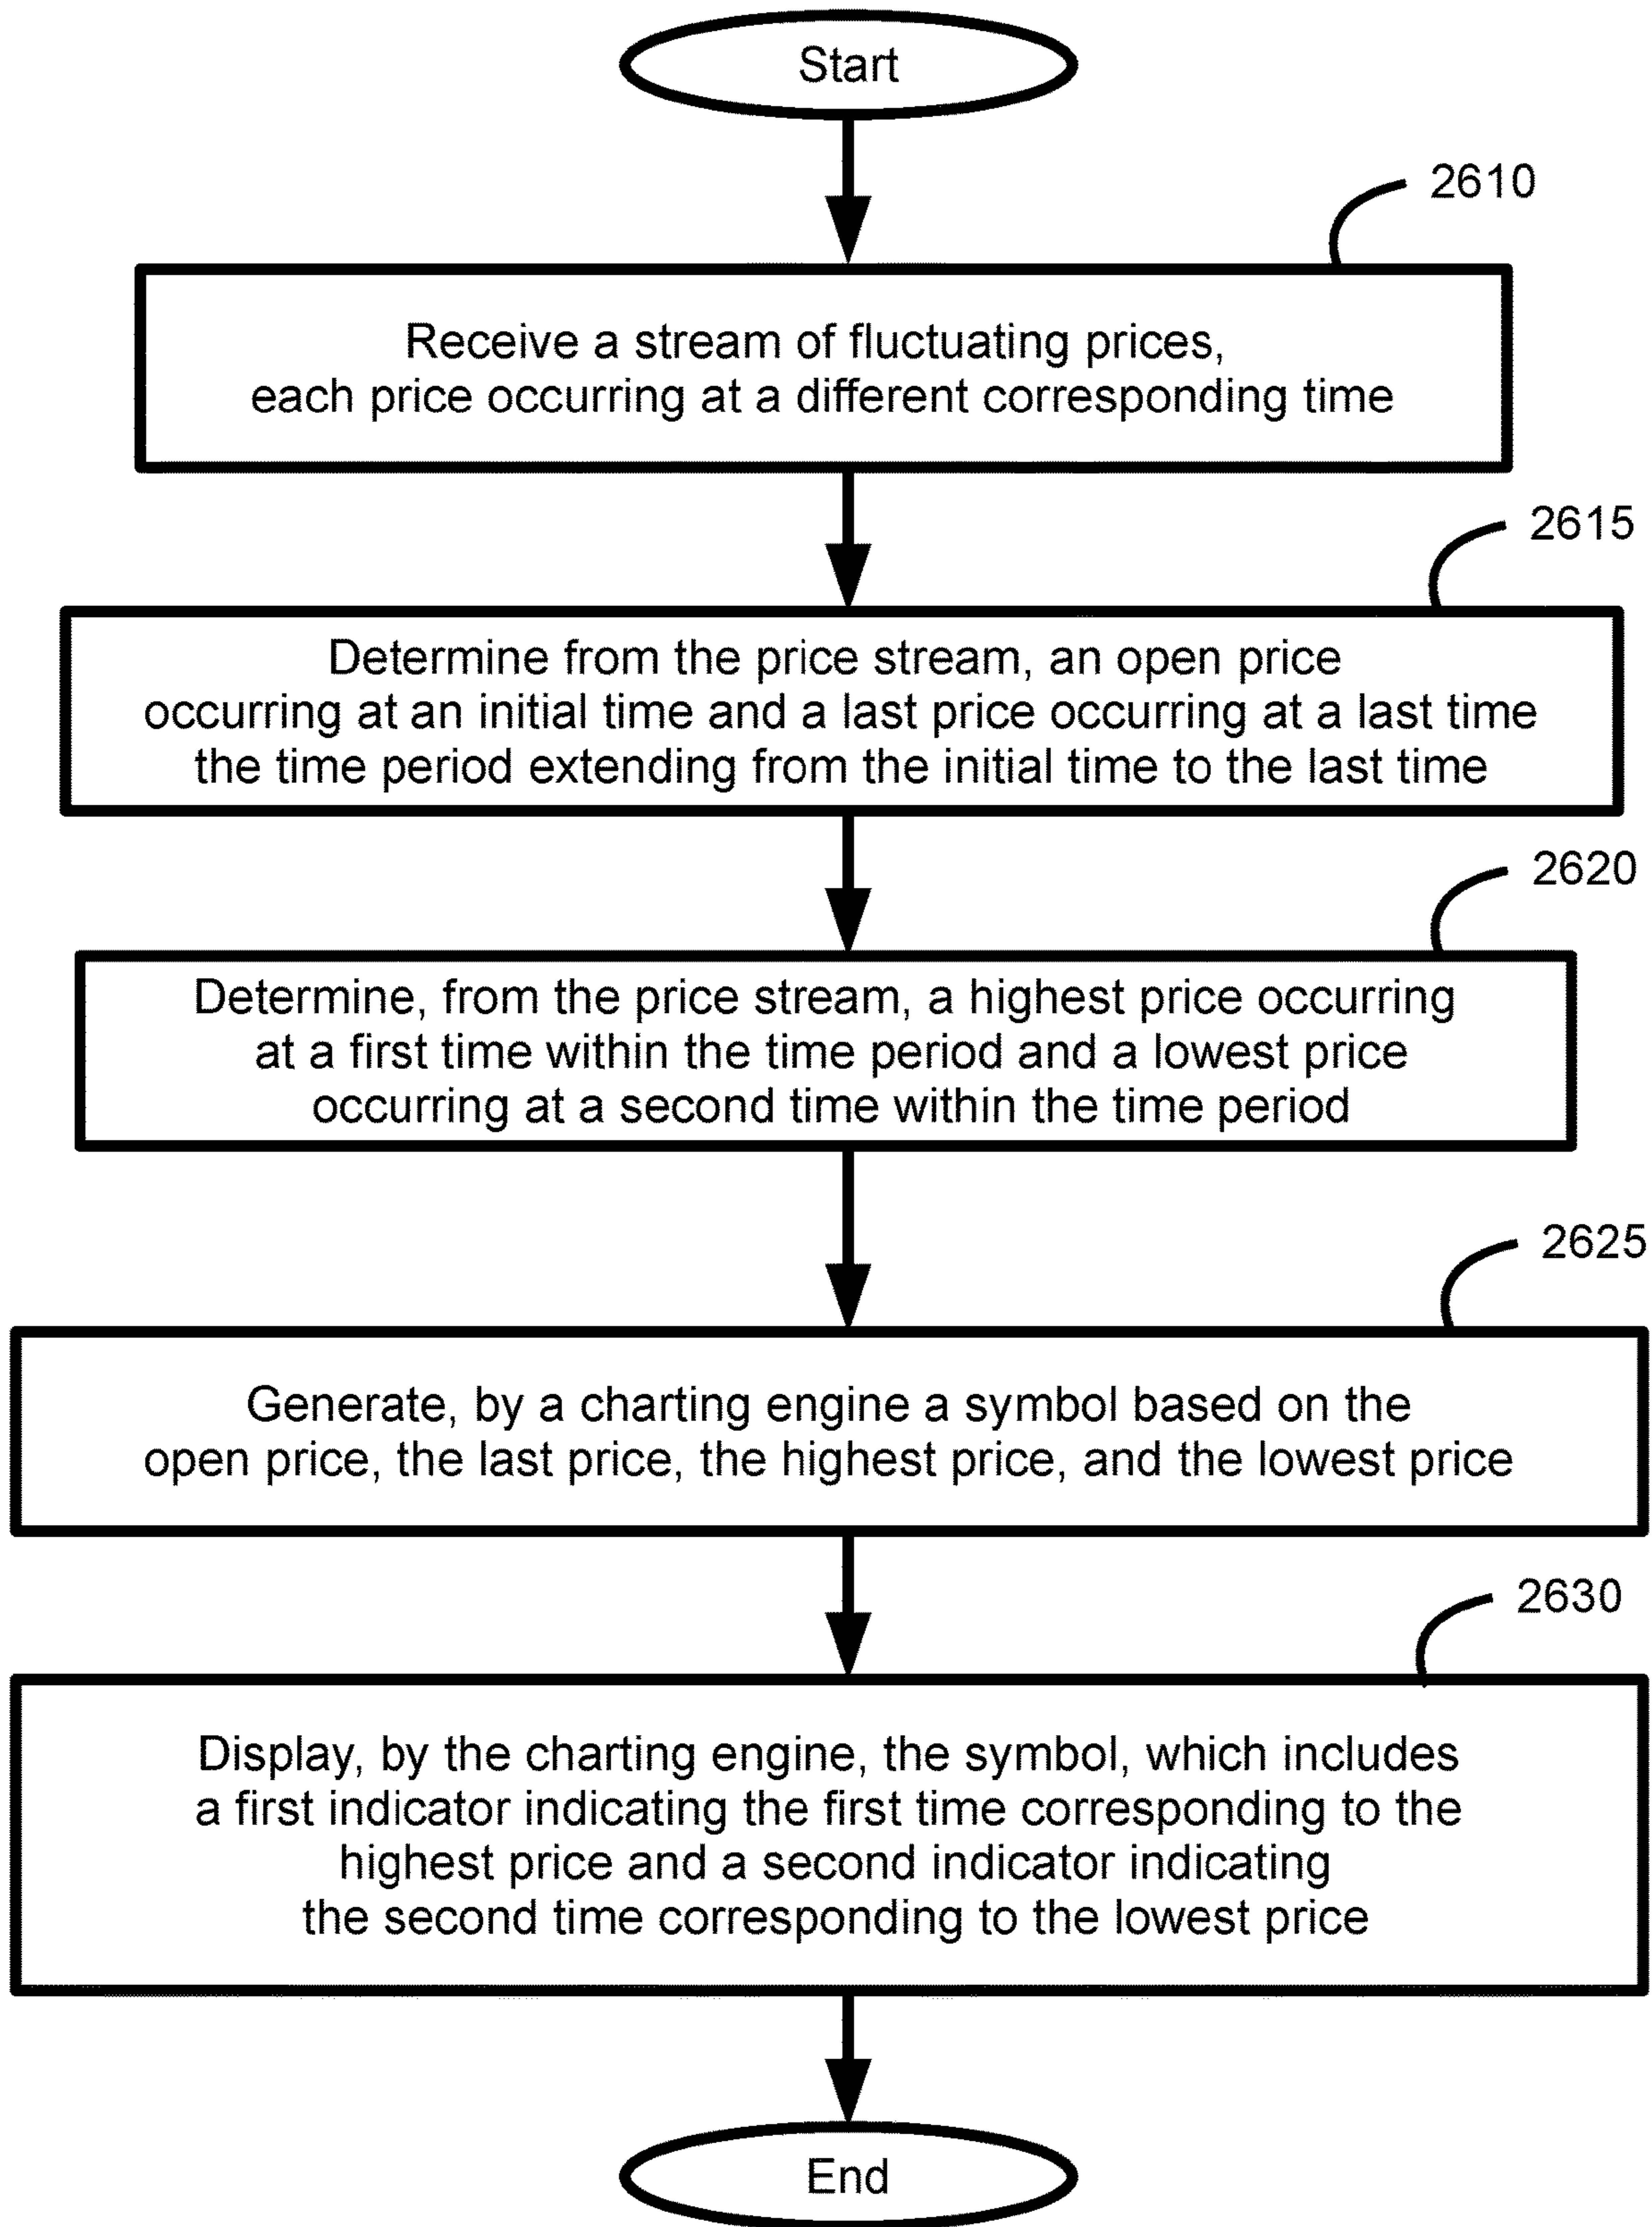 Start
2610
Receive a stream of fluctuating prices,
each price occurring at a different corresponding time
2615
Determine from the price stream, an open price
occurring at an initial time and a last price occurring at a last time
the time period extending from the initial time to the last time
2620
Determine, from the price stream, a highest price occurring
at a first time within the time period and a lowest price
occurring at a second time within the time period
2625
Generate, by a charting engine a symbol based on the
open price, the last price, the highest price, and the lowest price
2630
Display, by the charting engine, the symbol, which includes
a first indicator indicating the first time corresponding to the
highest price and a second indicator indicating
the second time corresponding to the lowest price
End